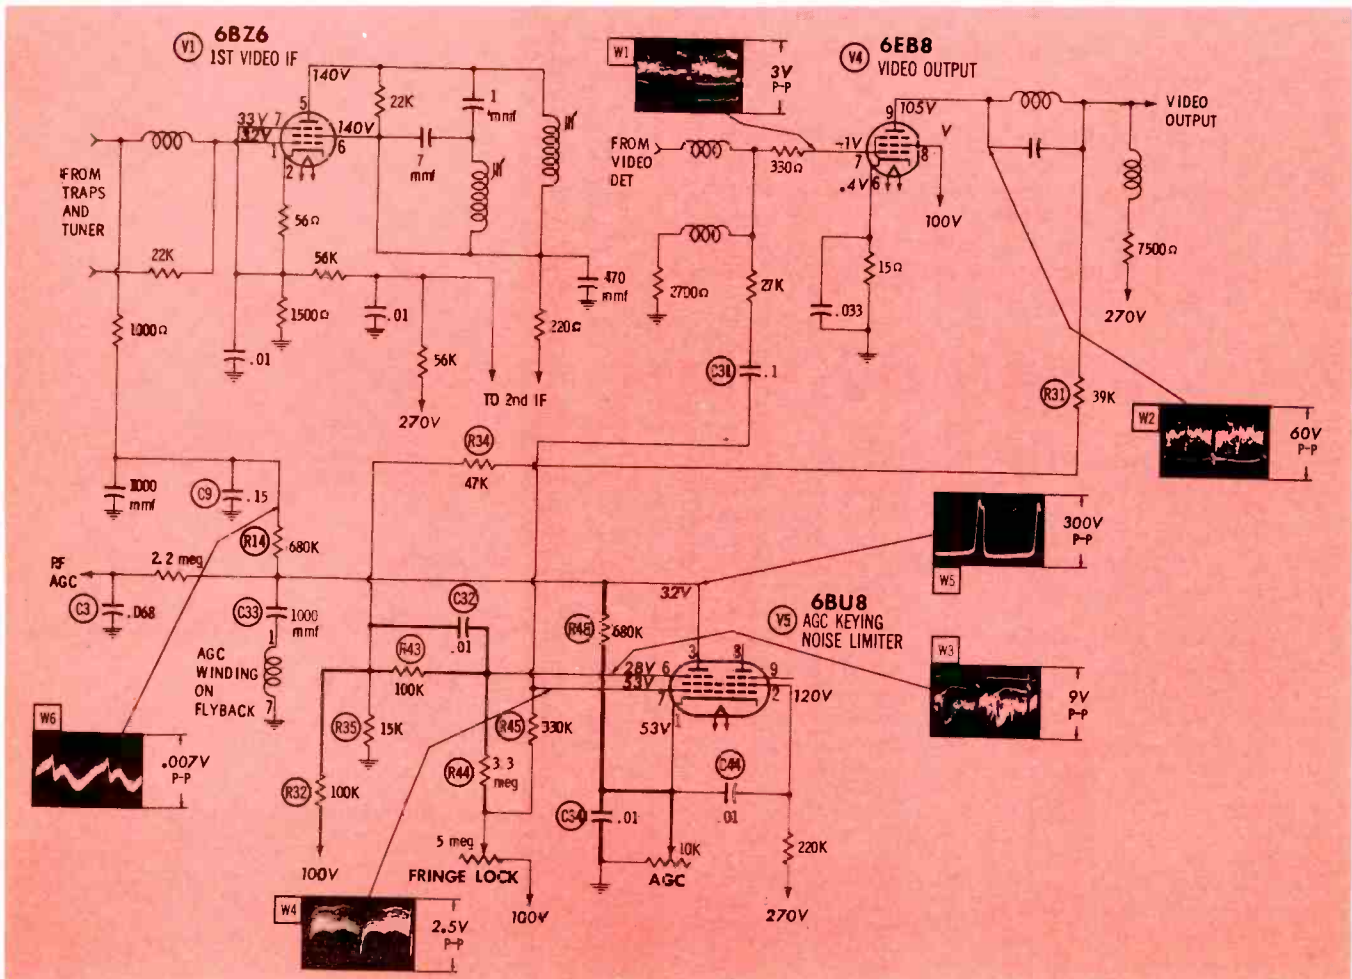 V1 6BZ6
1ST VIDEO IF
W1
3V
P-P
V4 6EB8
VIDEO OUTPUT
140V
5
22K
1
mmf
33V 7
32V
1
2
140V
6
7
mmf
FROM
TRAPS
AND
TUNER
56Ω
22K
56K
1500Ω
.01
.01
1000Ω
56K
270V
TO 2nd IF
470
mmf
220Ω
FROM
VIDEO
DET
330Ω
105V
9
-1V
7
.4V
6
V
8
100V
VIDEO
OUTPUT
2700Ω
27K
15Ω
.033
7500Ω
270V
C31
.1
R31
39K
W2
60V
P-P
R34
47K
1000
mmf
C9
.15
R14
680K
RF
AGC
2.2 meg
C3
.068
C33
1000
mmf
AGC
WINDING
ON
FLYBACK
1
7
W5
300V
P-P
32V
V5 6BU8
AGC KEYING
NOISE LIMITER
C32
.01
R43
100K
R48
680K
3
8
28V 6
33V
7
53V
1
9
2
120V
W3
9V
P-P
W6
.007V
P-P
R35
15K
R45
330K
R32
100K
R44
3.3
meg
C34
.01
C44
.01
5 meg
FRINGE LOCK
100V
100V
10K
AGC
220K
270V
W4
2.5V
P-P